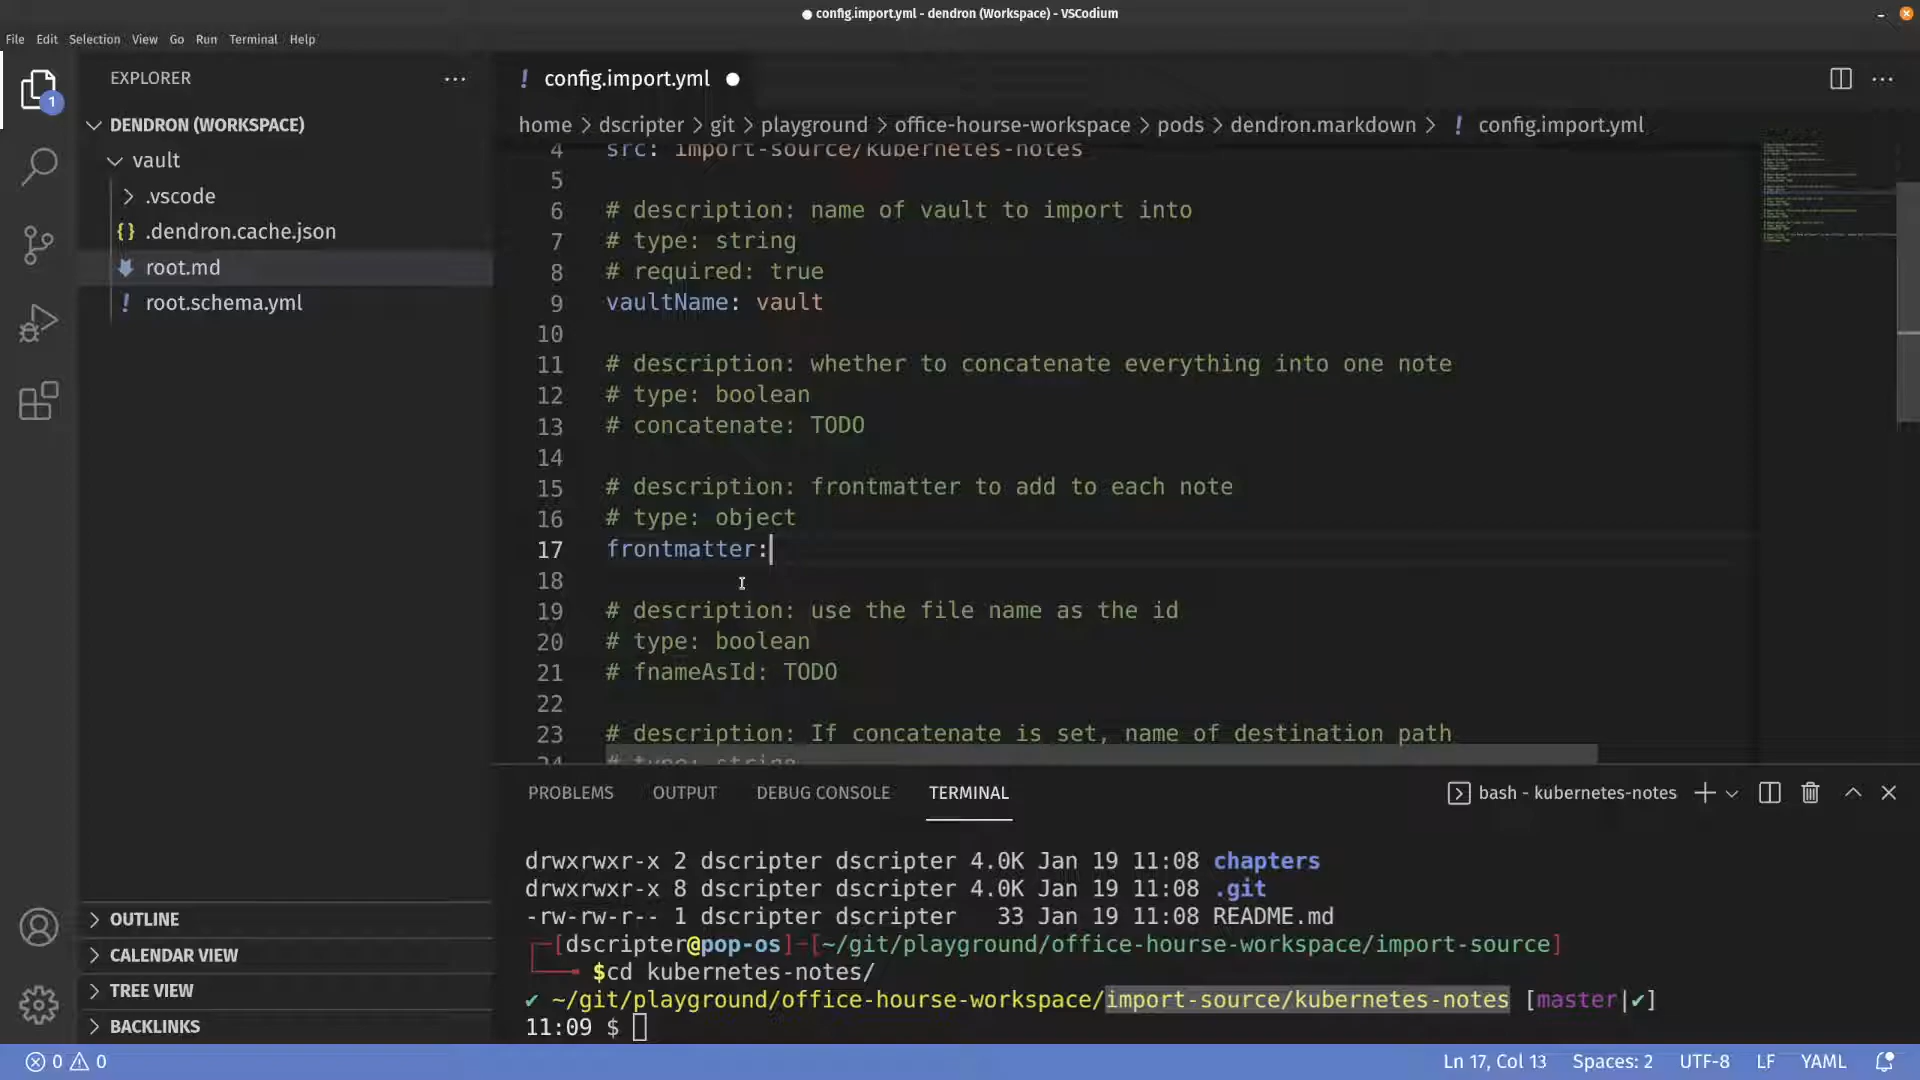 config.import.yml - dendron (Workspace) - VSCodium
File Edit Selection View Go Run Terminal Help
EXPLORER
1
DENDRON (WORKSPACE)
vault
.vscode
{} .dendron.cache.json
root.md
! root.schema.yml
OUTLINE
CALENDAR VIEW
TREE VIEW
BACKLINKS
! config.import.yml
home > dscripter > git > playground > office-hourse-workspace > pods > dendron.markdown > ! config.import.yml
4 src: import-source/kubernetes-notes
5
6 # description: name of vault to import into
7 # type: string
8 # required: true
9 vaultName: vault
10
11 # description: whether to concatenate everything into one note
12 # type: boolean
13 # concatenate: TODO
14
15 # description: frontmatter to add to each note
16 # type: object
17 frontmatter:
18
19 # description: use the file name as the id
20 # type: boolean
21 # fnameAsId: TODO
22
23 # description: If concatenate is set, name of destination path
24 # type: string
PROBLEMS OUTPUT DEBUG CONSOLE TERMINAL bash - kubernetes-notes
drwxrwxr-x 2 dscripter dscripter 4.0K Jan 19 11:08 chapters
drwxrwxr-x 8 dscripter dscripter 4.0K Jan 19 11:08 .git
-rw-rw-r-- 1 dscripter dscripter 33 Jan 19 11:08 README.md
[dscripter@pop-os]-[~/git/playground/office-hourse-workspace/import-source]
$cd kubernetes-notes/
✔ ~/git/playground/office-hourse-workspace/import-source/kubernetes-notes [master|✔]
11:09 $
0 0 Ln 17, Col 13 Spaces: 2 UTF-8 LF YAML